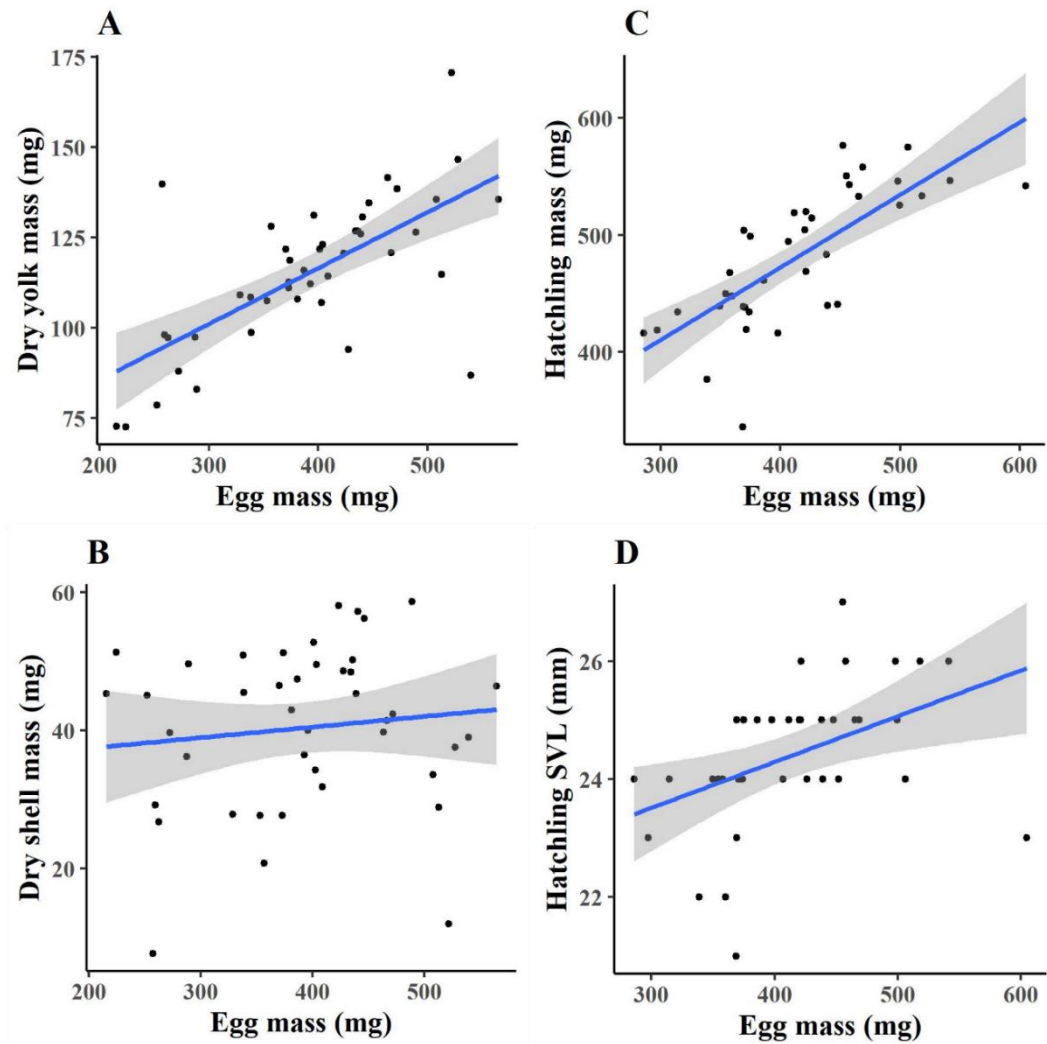 A
175
150
125
100
75
Dry yolk mass (mg)
200 300 400 500
Egg mass (mg)
C
600
500
400
Hatchling mass (mg)
300 400 500 600
Egg mass (mg)
B
60
40
20
Dry shell mass (mg)
200 300 400 500
Egg mass (mg)
D
26
24
22
Hatchling SVL (mm)
300 400 500 600
Egg mass (mg)